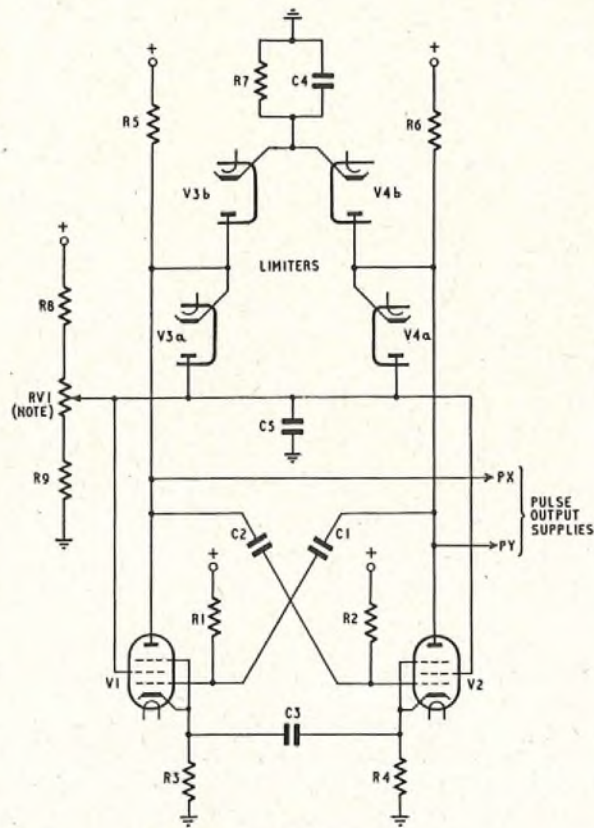 +
+
R7
C4
R5
R6
V3b
V4b
+
LIMITERS
R8
V3a
V4a
RV1
(NOTE)
C5
R9
PX
PULSE
OUTPUT
SUPPLIES
PY
C2
C1
+
+
R1
R2
V1
V2
C3
R3
R4